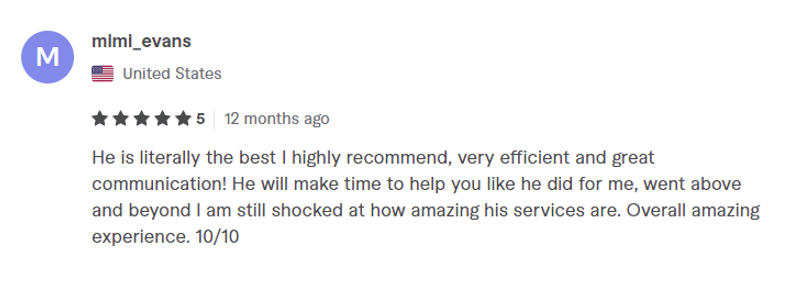 M
mimi_evans
United States
5 12 months ago
He is literally the best I highly recommend, very efficient and great
communication! He will make time to help you like he did for me, went above
and beyond I am still shocked at how amazing his services are. Overall amazing
experience. 10/10